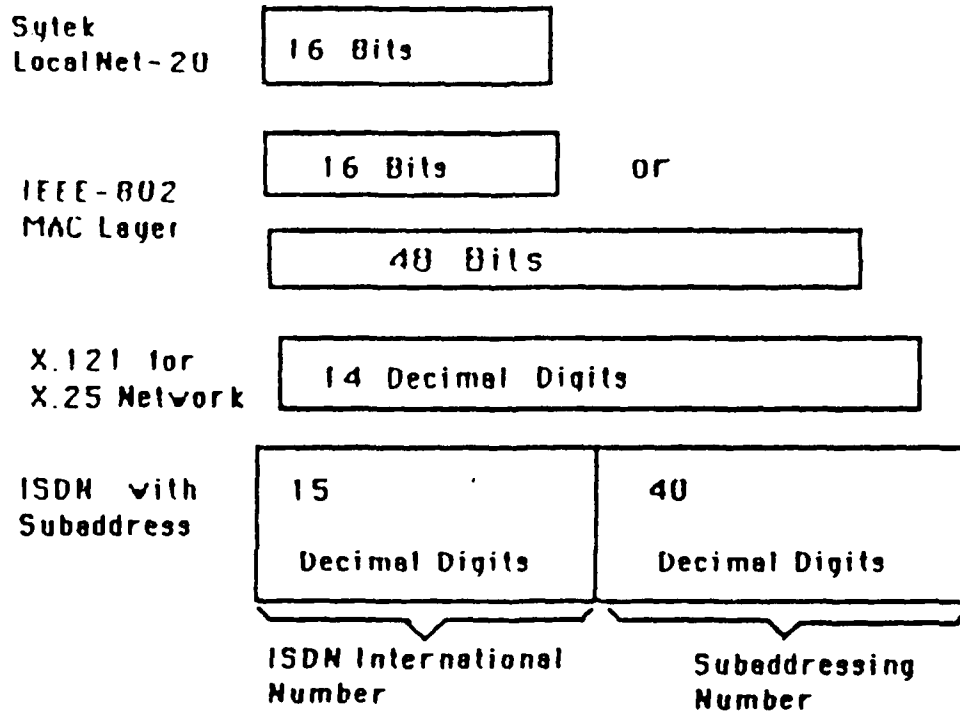 Sytek
LocalNet-20
16 Bits
IEEE-802
MAC Layer
16 Bits or
48 Bits
X.121 for
X.25 Network
14 Decimal Digits
ISDN with
Subaddress
15
Decimal Digits
40
Decimal Digits
ISDN International
Number
Subaddressing
Number